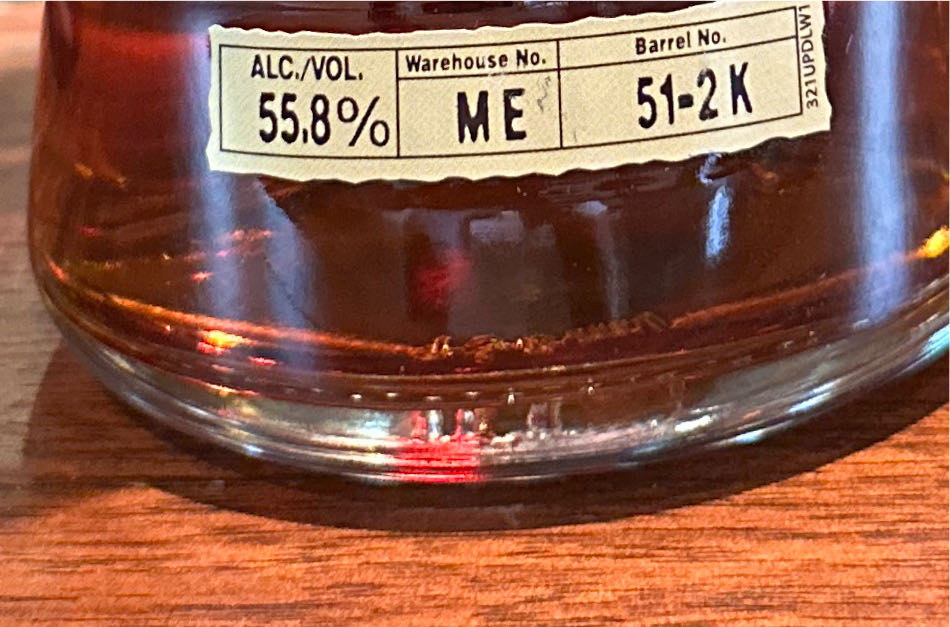 ALC./VOL.
55.8%
Warehouse No.
ME
Barrel No.
51-2K
321UPDLW1